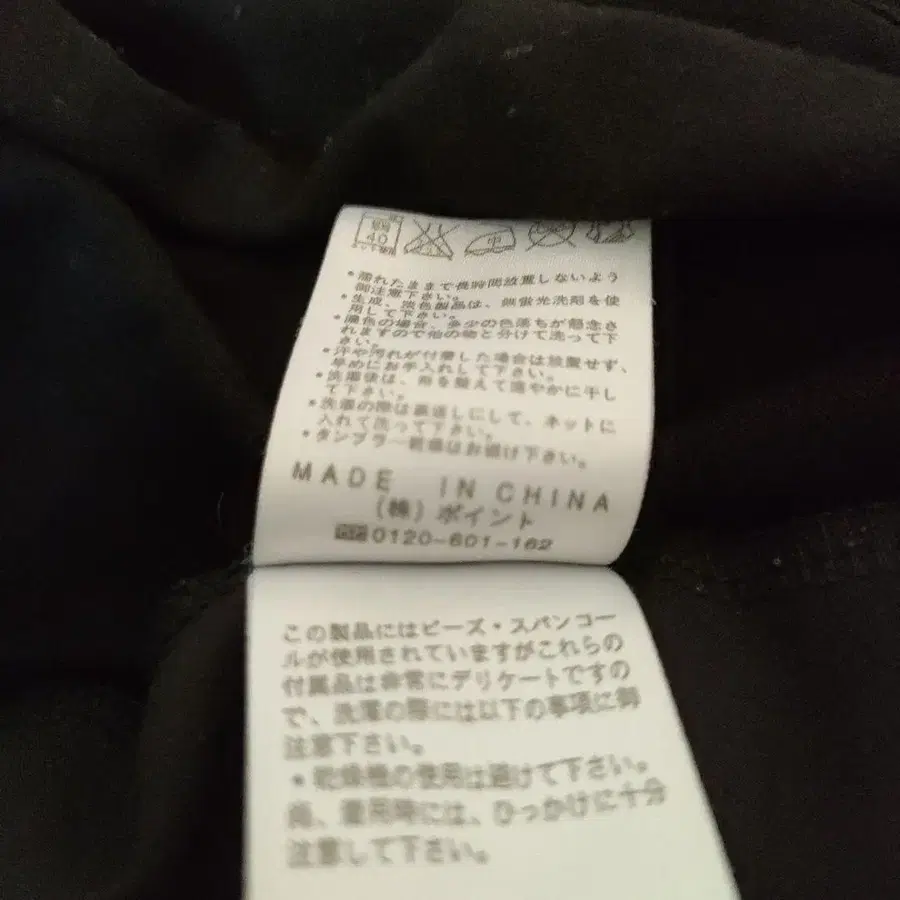 40
中
*濡れたままで長時間放置しないよう
御注意下さい。
*生成、淡色製品は、無蛍光洗剤を使
用して下さい。
*濃色の場合、多少の色落ちが懸念さ
れますので他の物と分けて洗って下
さい。
*汗や汚れが付着した場合は放置せず、
早めにお手入れして下さい。
*洗濯後は、形を整えて速やかに干し
て下さい。
*洗濯の際は裏返しにして、ネットに
入れて洗って下さい。
*タンブラー乾燥はお避け下さい。
MADE IN CHINA
(株)ポイント
0120-601-162
この製品にはビーズ・スパンコー
ルが使用されていますがこれらの
付属品は非常にデリケートですの
で、洗濯の際には以下の事項に御
注意下さい。
*乾燥機の使用は避けて下さい。
尚、着用時には、ひっかけに十分
注意して下さい。